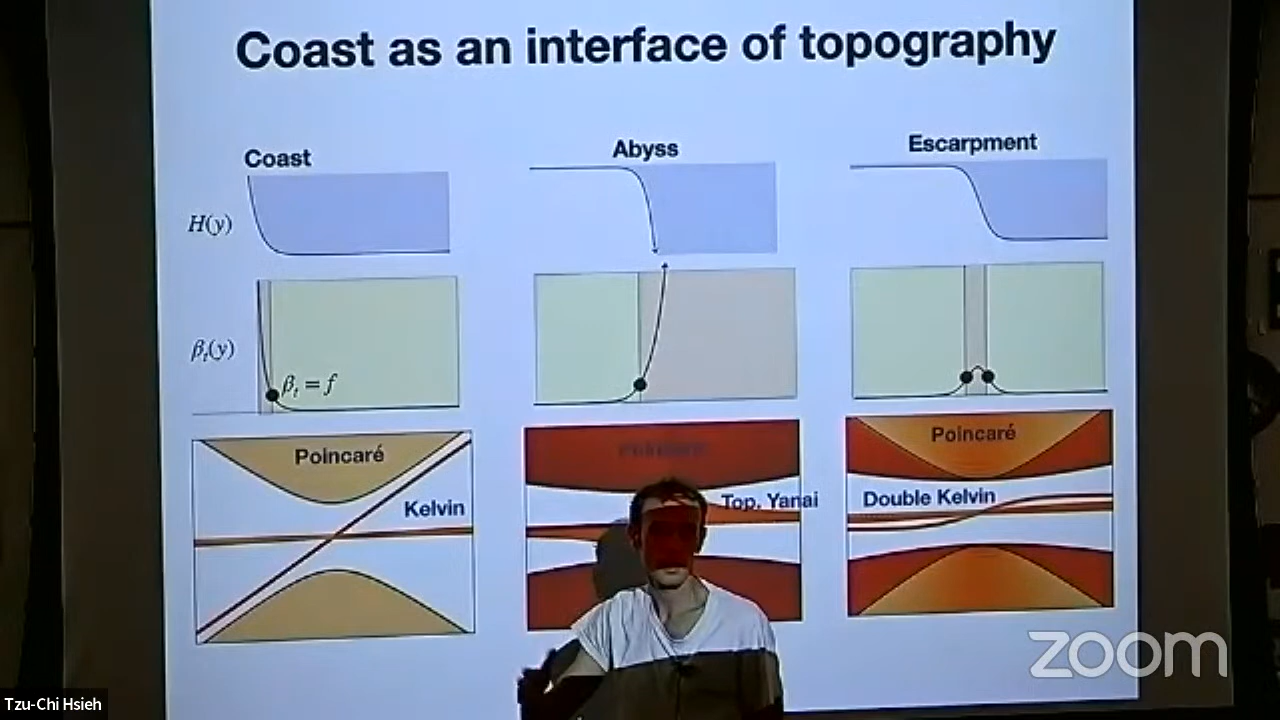 Coast as an interface of topography
Coast
Abyss
Escarpment
H(y)
βₜ(y)
βₜ = f
Poincaré
Kelvin
Top. Yanai
Poincaré
Double Kelvin
zoom
Tzu-Chi Hsieh